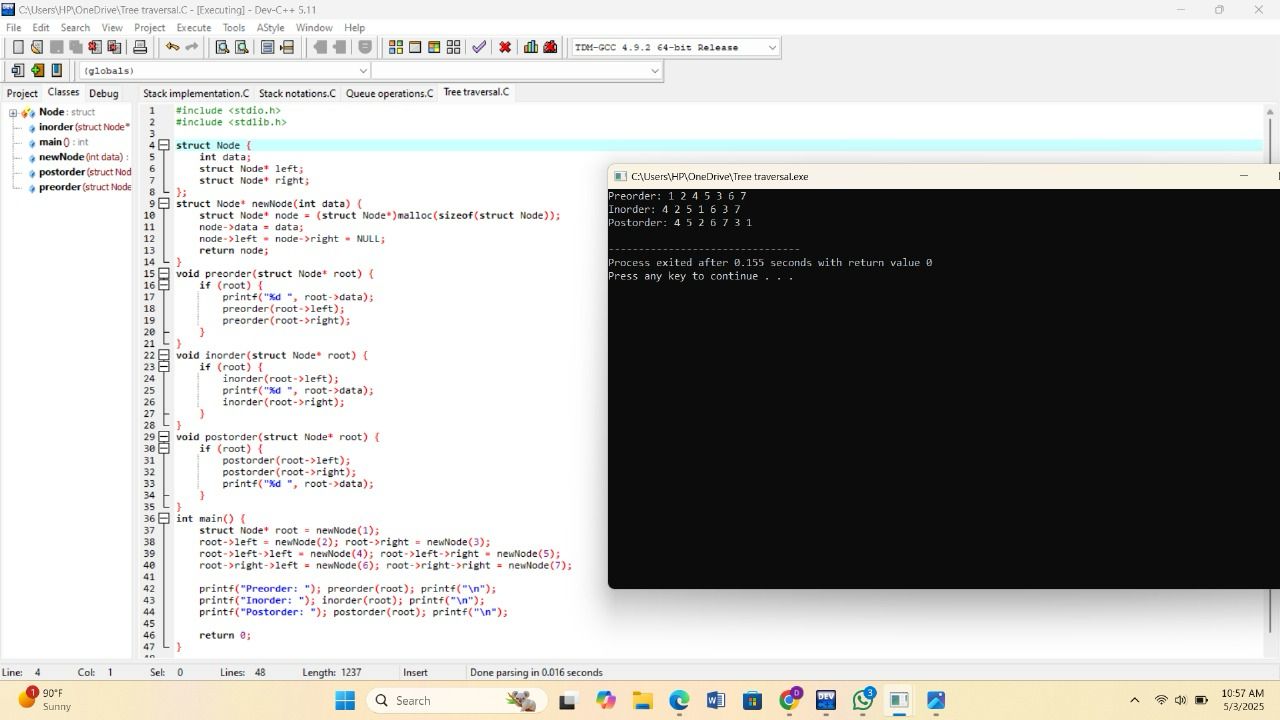 C:\Users\HP\OneDrive\Tree traversal.C - [Executing] - Dev-C++ 5.11
File Edit Search View Project Execute Tools AStyle Window Help
TDM-GCC 4.9.2 64-bit Release
(globals)
Project Classes Debug
Stack implementation.C Stack notations.C Queue operations.C Tree traversal.C
Node : struct
inorder (struct Node*
main () : int
newNode (int data) :
postorder (struct Nod
preorder (struct Node
1 #include <stdio.h>
2 #include <stdlib.h>
3
4 struct Node {
5 int data;
6 struct Node* left;
7 struct Node* right;
8 };
9 struct Node* newNode(int data) {
10 struct Node* node = (struct Node*)malloc(sizeof(struct Node));
11 node->data = data;
12 node->left = node->right = NULL;
13 return node;
14 }
15 void preorder(struct Node* root) {
16 if (root) {
17 printf("%d ", root->data);
18 preorder(root->left);
19 preorder(root->right);
20 }
21 }
22 void inorder(struct Node* root) {
23 if (root) {
24 inorder(root->left);
25 printf("%d ", root->data);
26 inorder(root->right);
27 }
28 }
29 void postorder(struct Node* root) {
30 if (root) {
31 postorder(root->left);
32 postorder(root->right);
33 printf("%d ", root->data);
34 }
35 }
36 int main() {
37 struct Node* root = newNode(1);
38 root->left = newNode(2); root->right = newNode(3);
39 root->left->left = newNode(4); root->left->right = newNode(5);
40 root->right->left = newNode(6); root->right->right = newNode(7);
41
42 printf("Preorder: "); preorder(root); printf("\n");
43 printf("Inorder: "); inorder(root); printf("\n");
44 printf("Postorder: "); postorder(root); printf("\n");
45
46 return 0;
47 }
C:\Users\HP\OneDrive\Tree traversal.exe
Preorder: 1 2 4 5 3 6 7
Inorder: 4 2 5 1 6 3 7
Postorder: 4 5 2 6 7 3 1
--------------------------------
Process exited after 0.155 seconds with return value 0
Press any key to continue . . .
Line: 4 Col: 1 Sel: 0 Lines: 48 Length: 1237 Insert Done parsing in 0.016 seconds
1
90°F
Sunny
Search
D
DEV
3
10:57 AM
5/3/2025